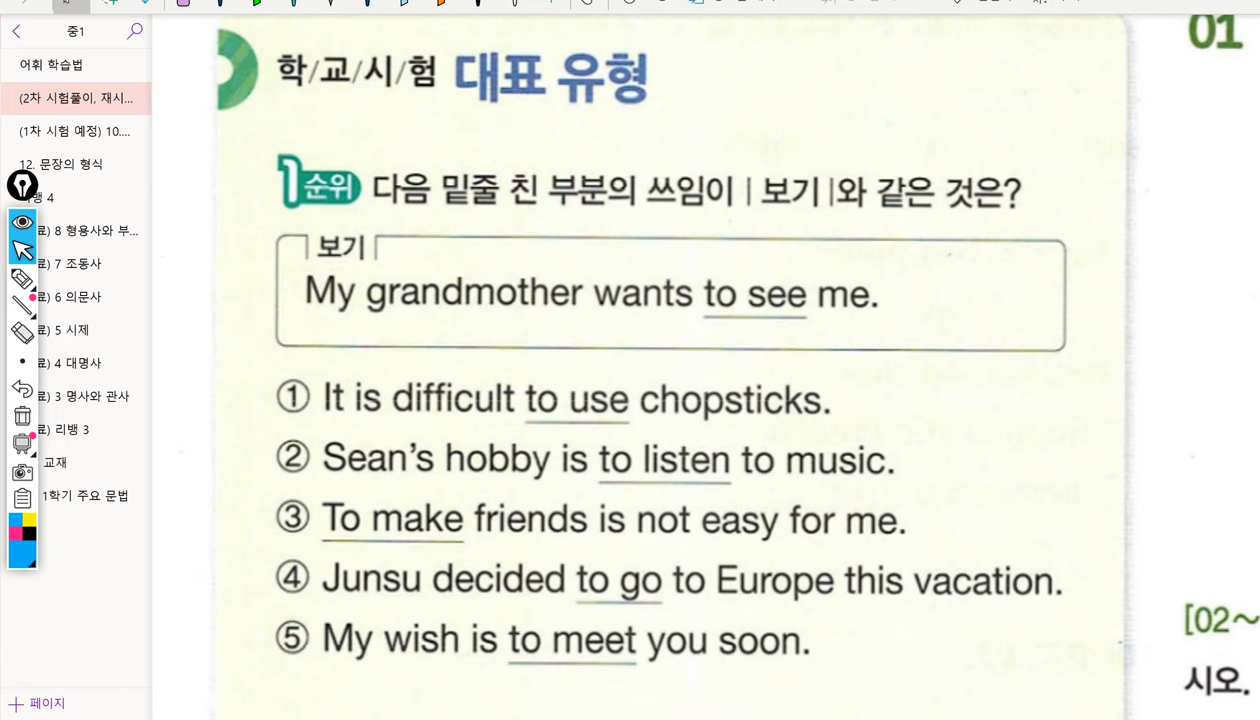 중1
어휘 학습법
(2차 시험풀이, 재시...
(1차 시험 예정) 10....
12. 문장의 형식
뱅 4
료) 8 형용사와 부...
료) 7 조동사
료) 6 의문사
료) 5 시제
료) 4 대명사
료) 3 명사와 관사
료) 리뱅 3
교재
1학기 주요 문법
페이지
학/교/시/험 대표 유형
1순위 다음 밑줄 친 부분의 쓰임이 | 보기 |와 같은 것은?
보기
My grandmother wants to see me.
① It is difficult to use chopsticks.
② Sean's hobby is to listen to music.
③ To make friends is not easy for me.
④ Junsu decided to go to Europe this vacation.
⑤ My wish is to meet you soon.
01
[02~
시오.